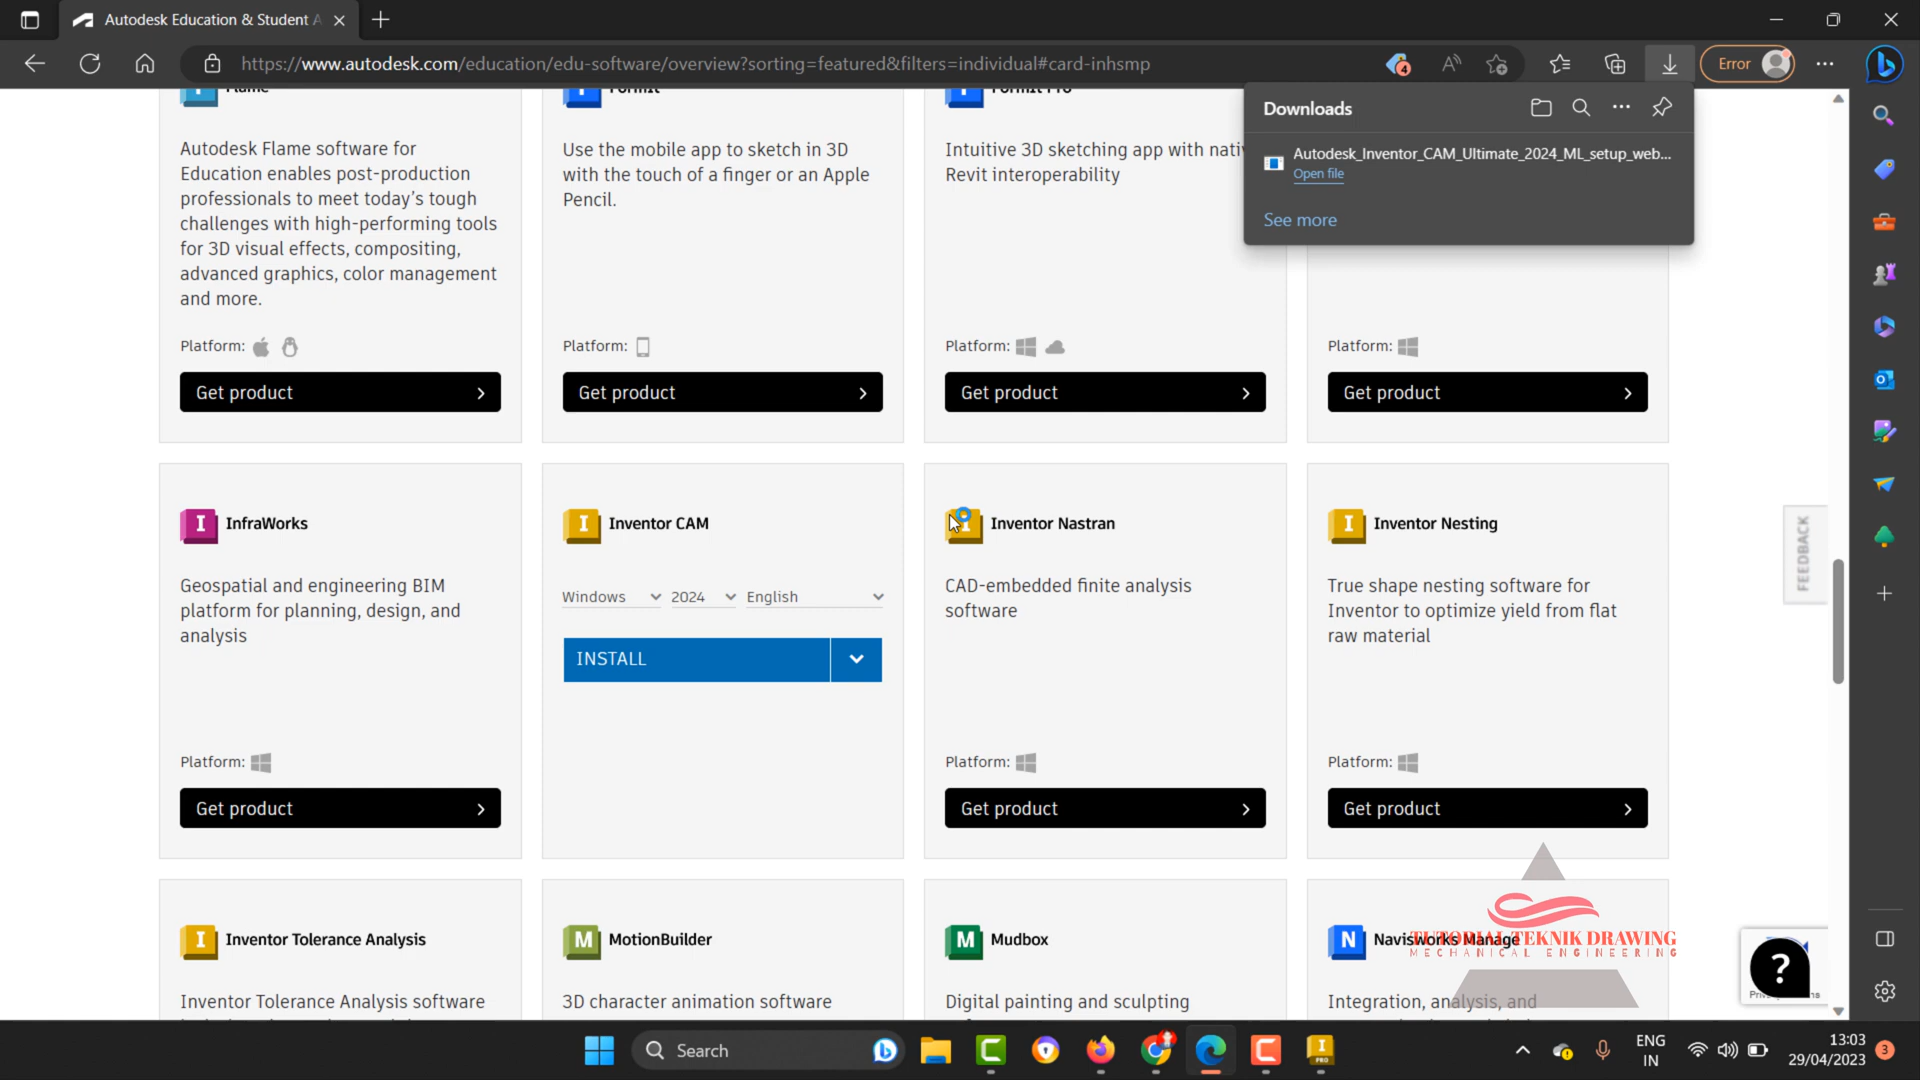 Autodesk Education & Student A
https://www.autodesk.com/education/edu-software/overview?sorting=featured&filters=individual#card-inhsmp
4
Error
Downloads
Autodesk_Inventor_CAM_Ultimate_2024_ML_setup_web...
Open file
See more
Flame
FormIt
FormIt Pro
Autodesk Flame software for
Education enables post-production
professionals to meet today's tough
challenges with high-performing tools
for 3D visual effects, compositing,
advanced graphics, color management
and more.
Platform:
Get product
Use the mobile app to sketch in 3D
with the touch of a finger or an Apple
Pencil.
Platform:
Get product
Intuitive 3D sketching app with nativ
Revit interoperability
Platform:
Get product
Platform:
Get product
I InfraWorks
Geospatial and engineering BIM
platform for planning, design, and
analysis
Platform:
Get product
I Inventor CAM
Windows 2024 English
INSTALL
I Inventor Nastran
CAD-embedded finite analysis
software
Platform:
Get product
I Inventor Nesting
True shape nesting software for
Inventor to optimize yield from flat
raw material
Platform:
Get product
FEEDBACK
I Inventor Tolerance Analysis
Inventor Tolerance Analysis software
M MotionBuilder
3D character animation software
M Mudbox
Digital painting and sculpting
N Navisworks Manage
Integration, analysis, and
TUTORIAL TEKNIK DRAWING
MECHANICAL ENGINEERING
?
Search
I
PRO
ENG
IN
13:03
29/04/2023
3